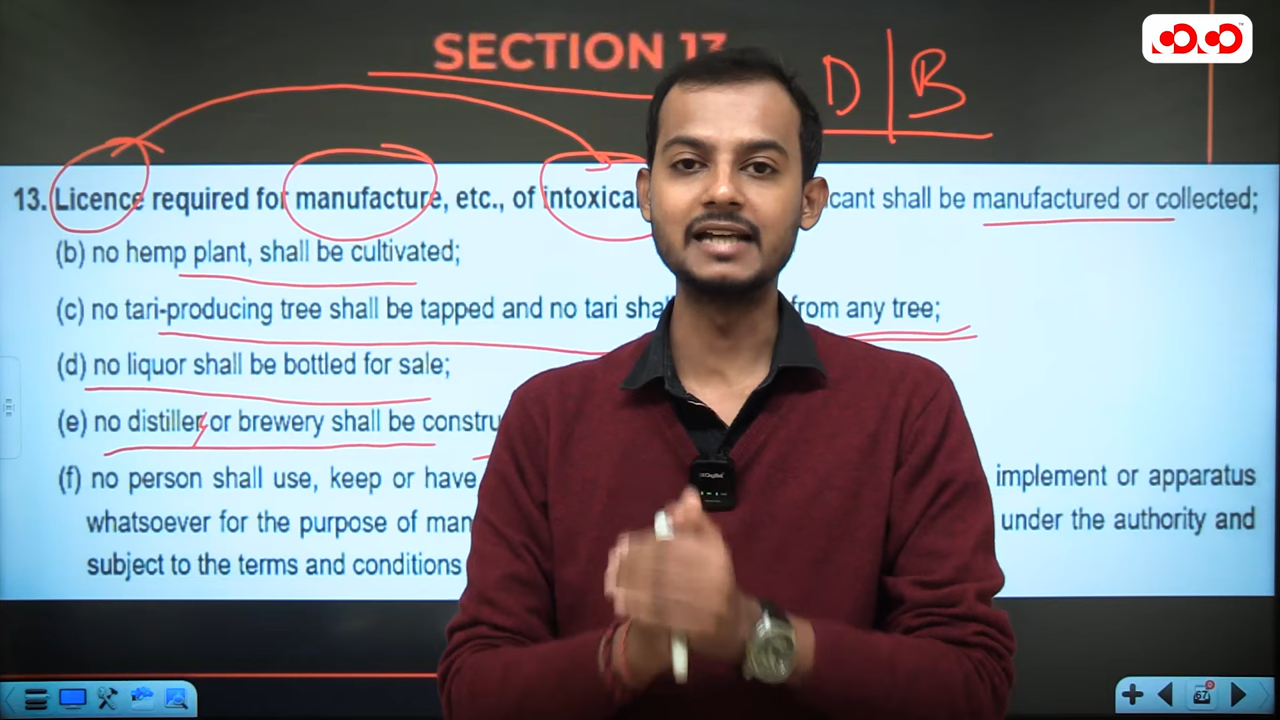 SECTION 13
D | B
13. Licence required for manufacture, etc., of intoxica cant shall be manufactured or collected;
(b) no hemp plant, shall be cultivated;
(c) no tari-producing tree shall be tapped and no tari shal from any tree;
(d) no liquor shall be bottled for sale;
(e) no distiller or brewery shall be constru
(f) no person shall use, keep or have implement or apparatus
whatsoever for the purpose of man under the authority and
subject to the terms and conditions
67